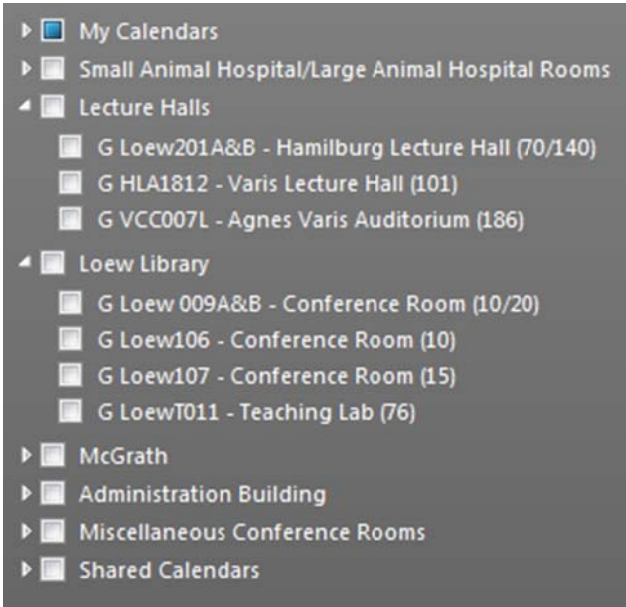 My Calendars
Small Animal Hospital/Large Animal Hospital Rooms
Lecture Halls
G Loew201A&B - Hamilburg Lecture Hall (70/140)
G HLA1812 - Varis Lecture Hall (101)
G VCC007L - Agnes Varis Auditorium (186)
Loew Library
G Loew 009A&B - Conference Room (10/20)
G Loew106 - Conference Room (10)
G Loew107 - Conference Room (15)
G LoewT011 - Teaching Lab (76)
McGrath
Administration Building
Miscellaneous Conference Rooms
Shared Calendars